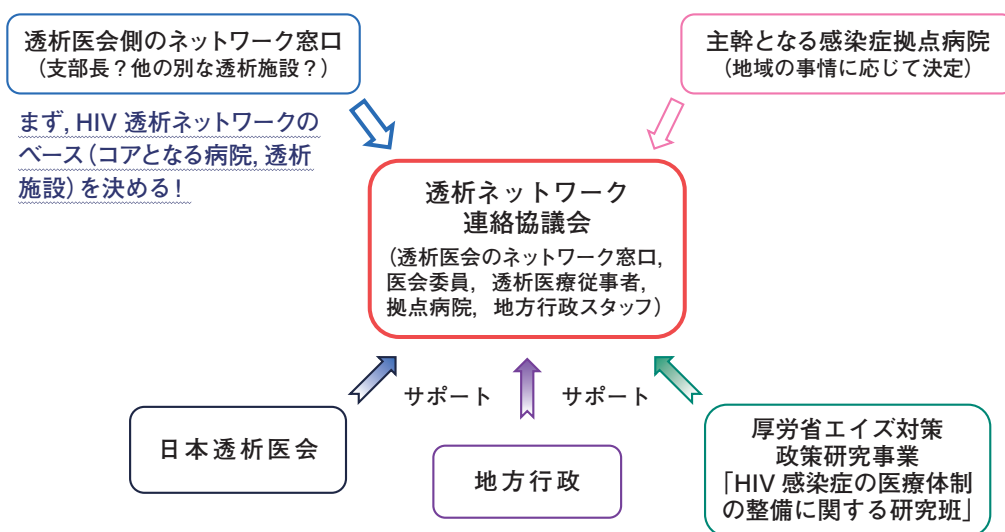 透析医会側のネットワーク窓口
(支部長?他の別な透析施設?)
主幹となる感染症拠点病院
(地域の事情に応じて決定)
まず,HIV 透析ネットワークの
ベース(コアとなる病院,透析
施設)を決める!
透析ネットワーク
連絡協議会
(透析医会のネットワーク窓口,
医会委員,透析医療従事者,
拠点病院,地方行政スタッフ)
サポート
サポート
日本透析医会
地方行政
厚労省エイズ対策
政策研究事業
「HIV 感染症の医療体制
の整備に関する研究班」